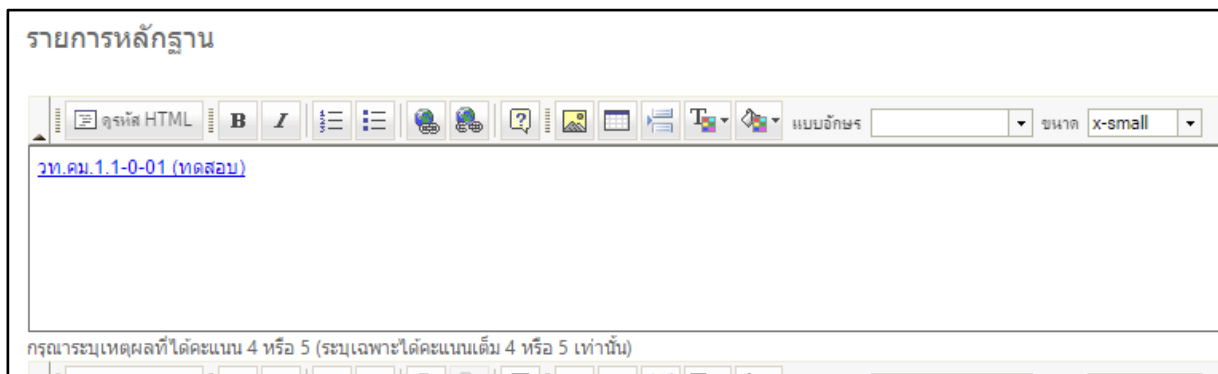 รายการหลักฐาน
ดูรหัส HTML B I แบบอักษร ขนาด x-small
วท.คม.1.1-0-01 (ทดสอบ)
กรุณาระบุเหตุผลที่ได้คะแนน 4 หรือ 5 (ระบุเฉพาะได้คะแนนเต็ม 4 หรือ 5 เท่านั้น)